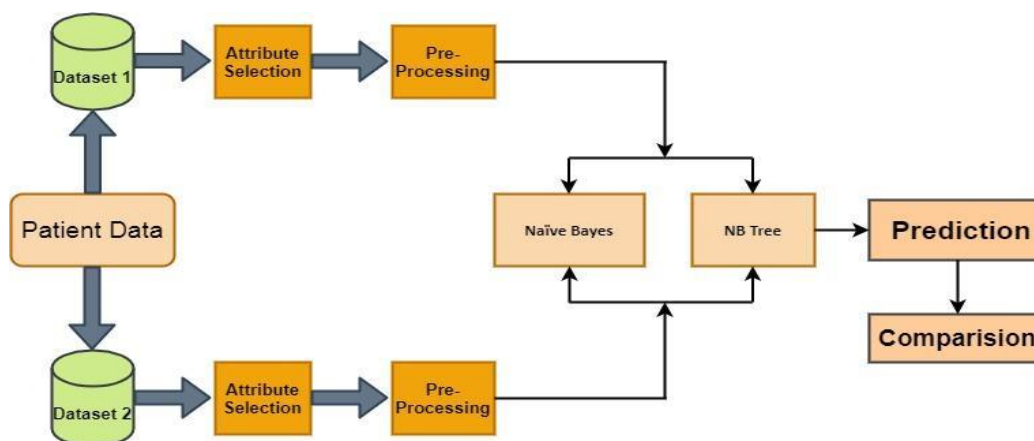 Dataset 1
Attribute
Selection
Pre-
Processing
Patient Data
Naïve Bayes
NB Tree
Prediction
Comparision
Dataset 2
Attribute
Selection
Pre-
Processing